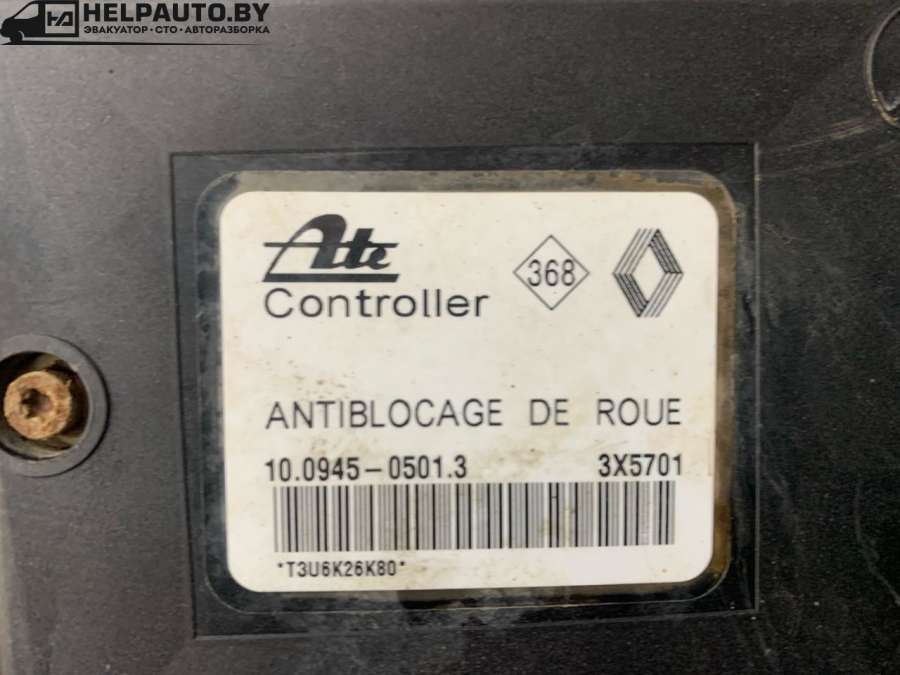 HELPAUTO.BY
ЭВАКУАТОР • СТО • АВТОРАЗБОРКА
Ate
Controller
368
ANTIBLOCAGE DE ROUE
10.0945-0501.3 3X5701
*T3U6K26K80*